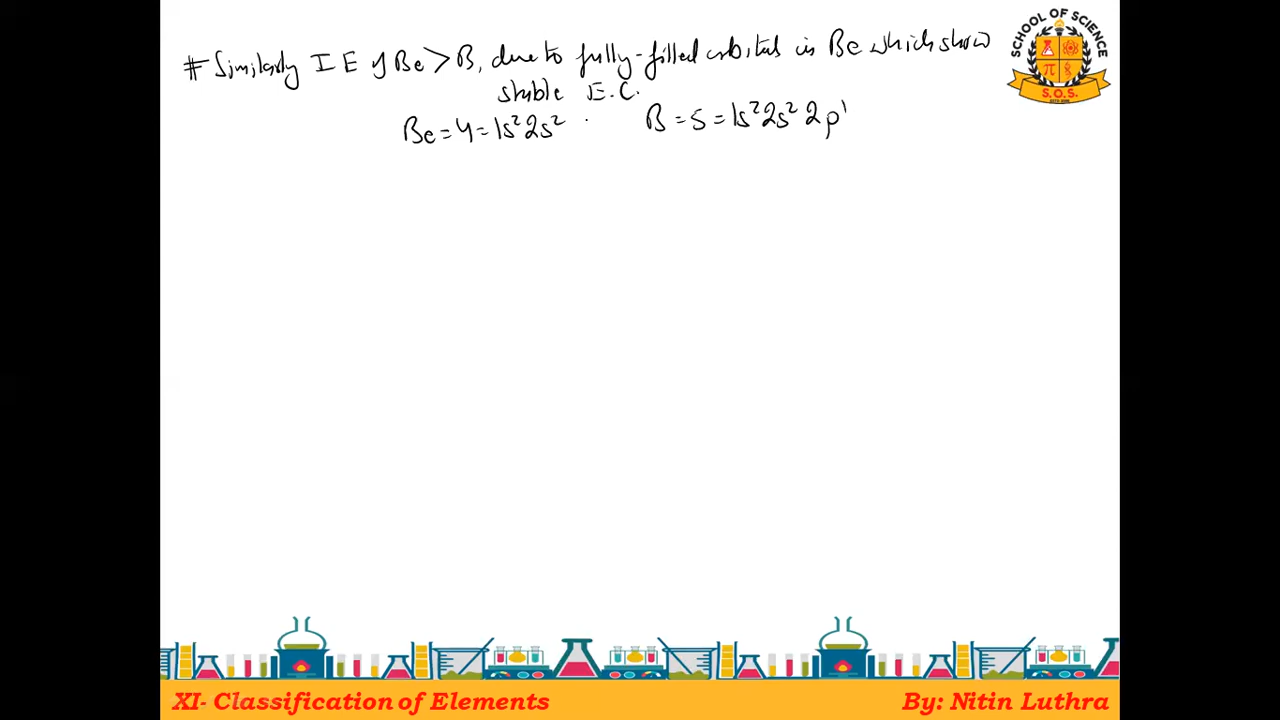 # Similarly I E of Be > B, due to fully-filled orbital in Be which show
stable E.C.
Be = 4 = 1s² 2s² B = 5 = 1s² 2s² 2p¹
SCHOOL OF SCIENCE
S.O.S.
XI- Classification of Elements
By: Nitin Luthra